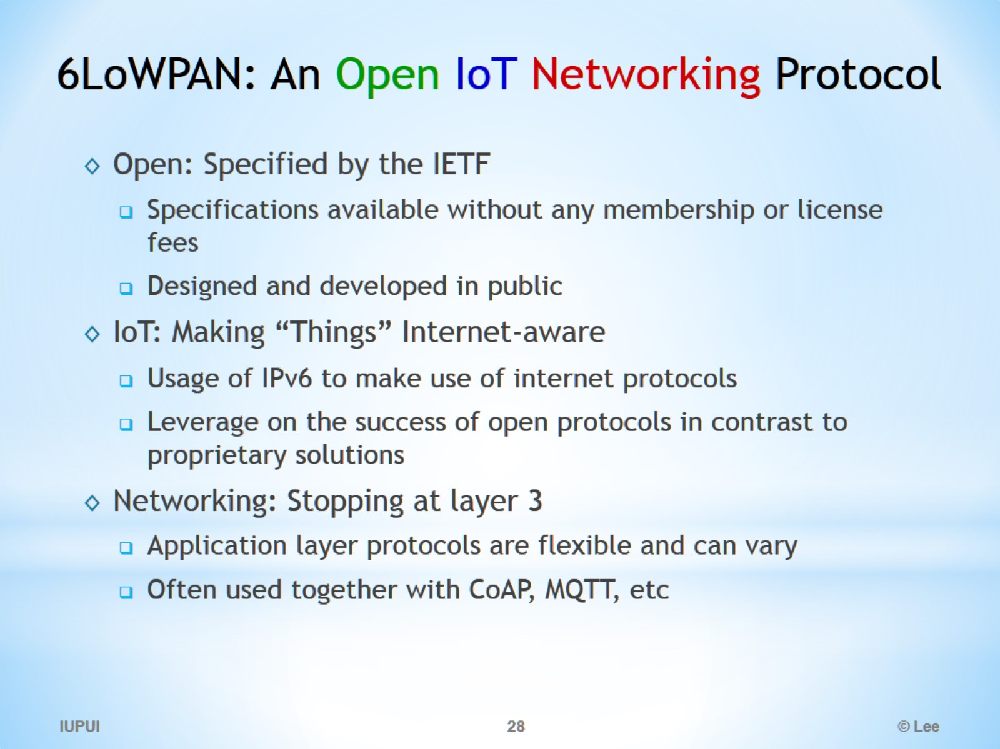 6LoWPAN: An Open IoT Networking Protocol
Open: Specified by the IETF
Specifications available without any membership or license
fees
Designed and developed in public
IoT: Making “Things” Internet-aware
Usage of IPv6 to make use of internet protocols
Leverage on the success of open protocols in contrast to
proprietary solutions
Networking: Stopping at layer 3
Application layer protocols are flexible and can vary
Often used together with CoAP, MQTT, etc
IUPUI 28 © Lee